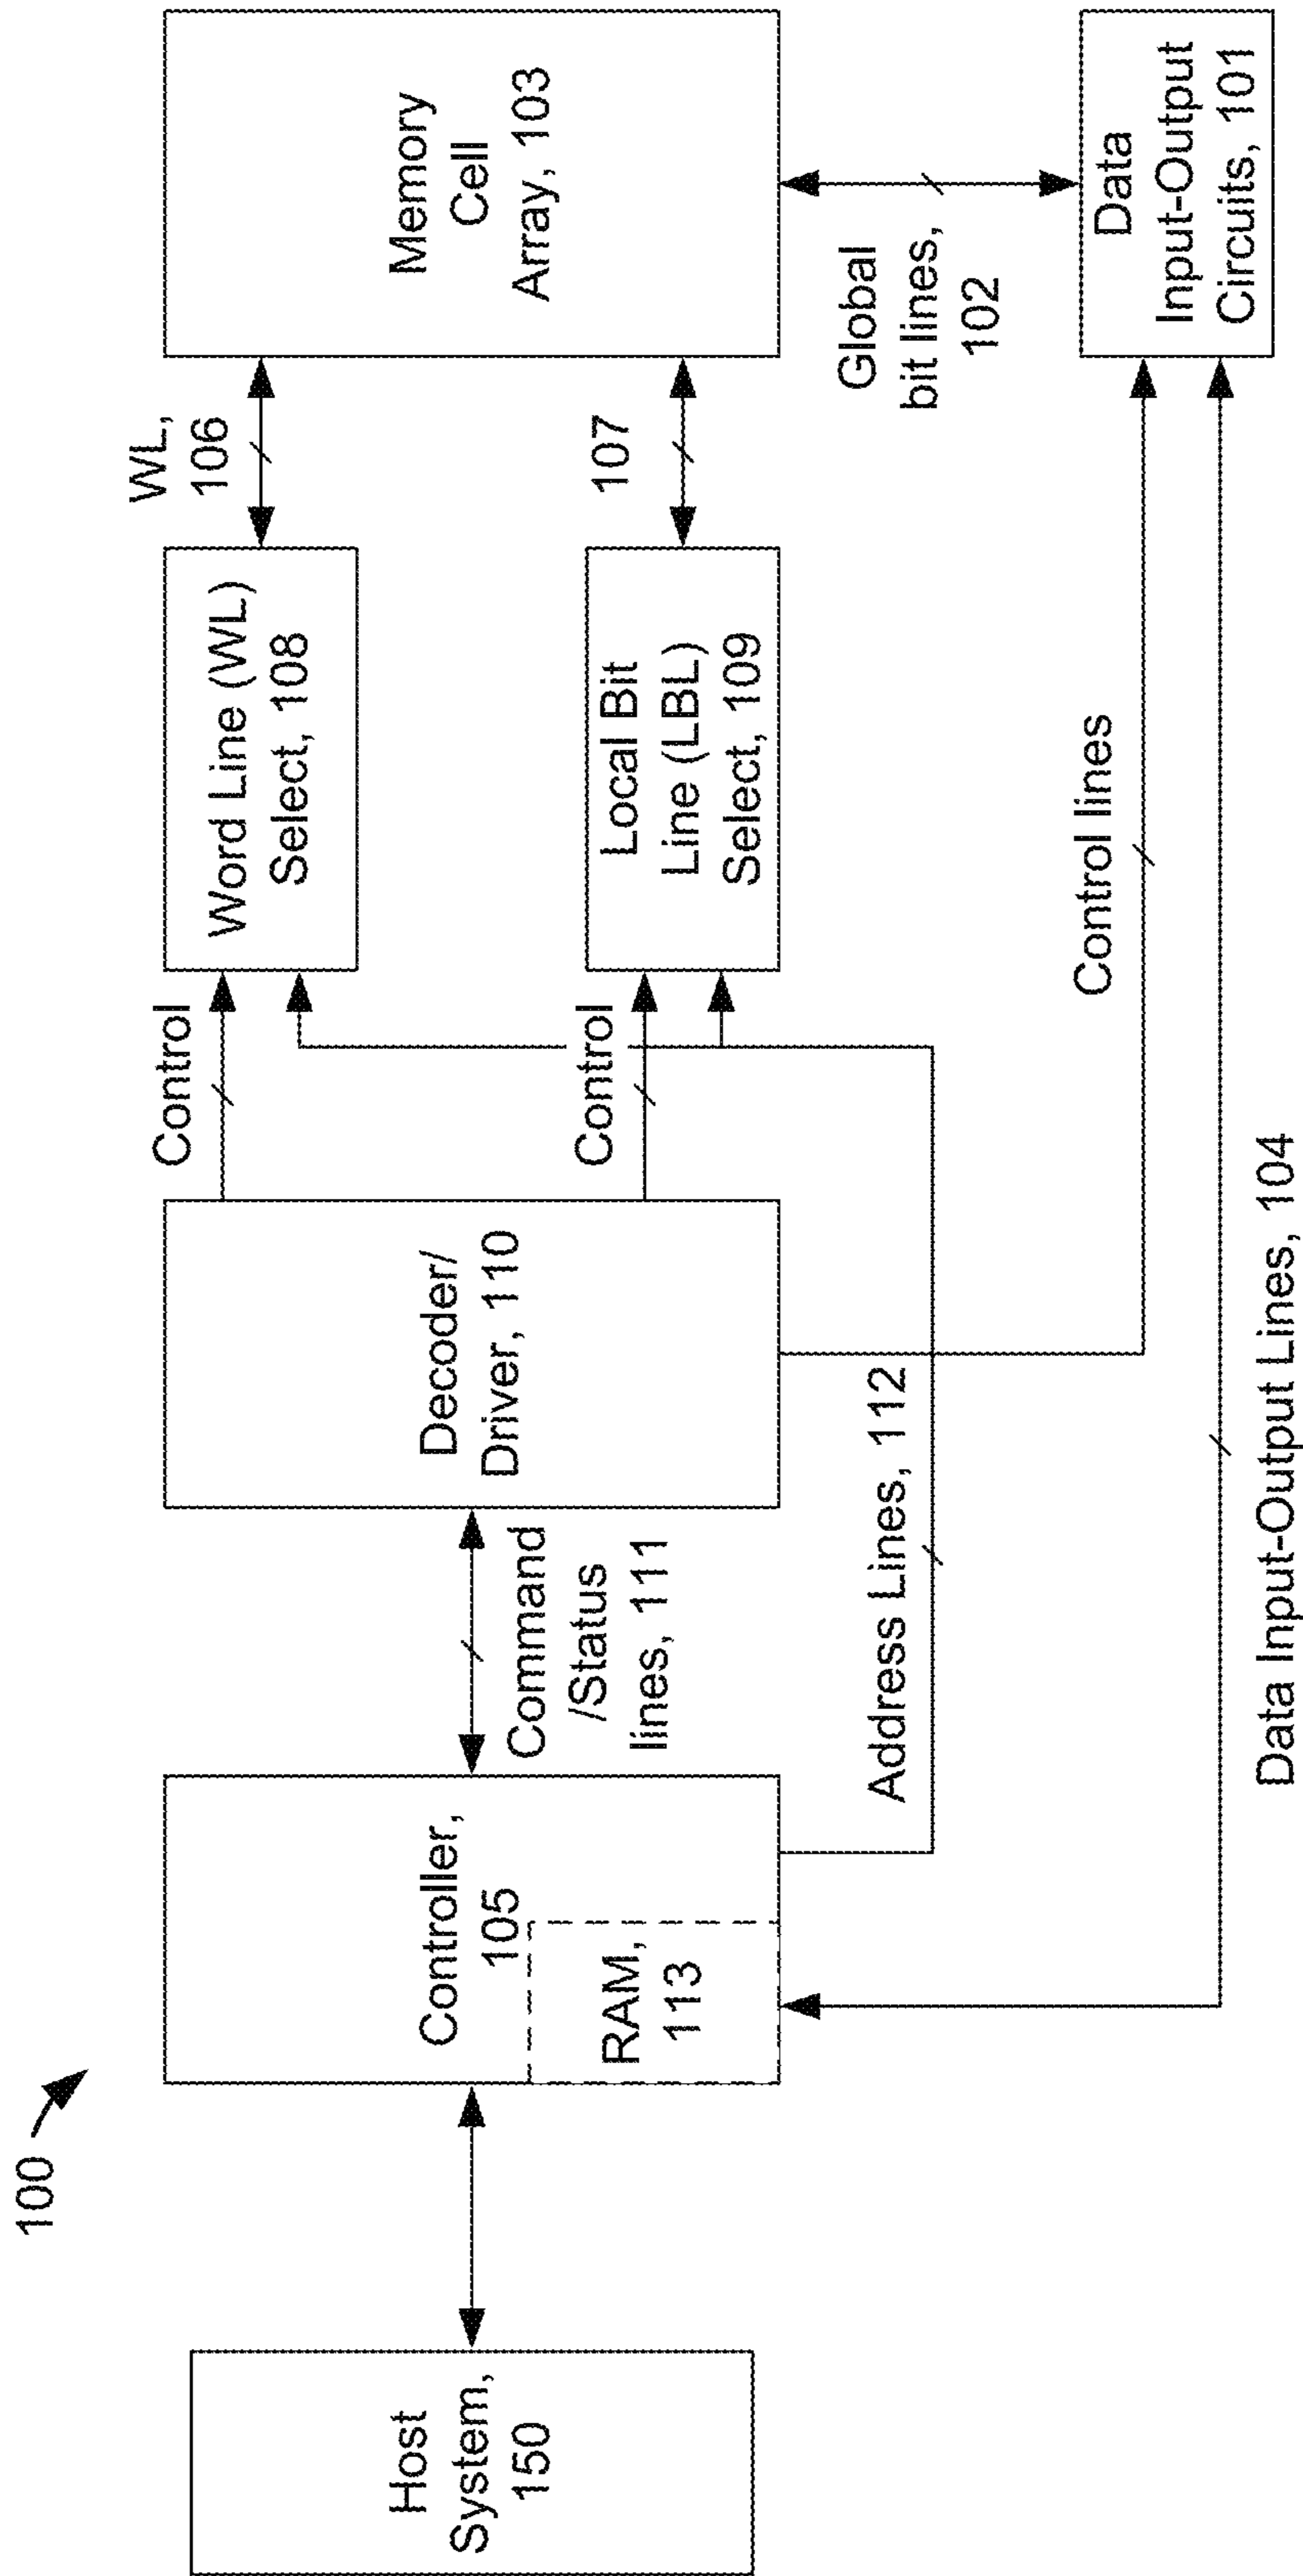 100
Host
System,
150
Controller,
105
RAM,
113
Command
/Status
lines, 111
Decoder/
Driver, 110
Control
Control
Word Line (WL)
Select, 108
Local Bit
Line (LBL)
Select, 109
WL,
106
107
Memory
Cell
Array, 103
Global
bit lines,
102
Data
Input-Output
Circuits, 101
Address Lines, 112
Control lines
Data Input-Output Lines, 104